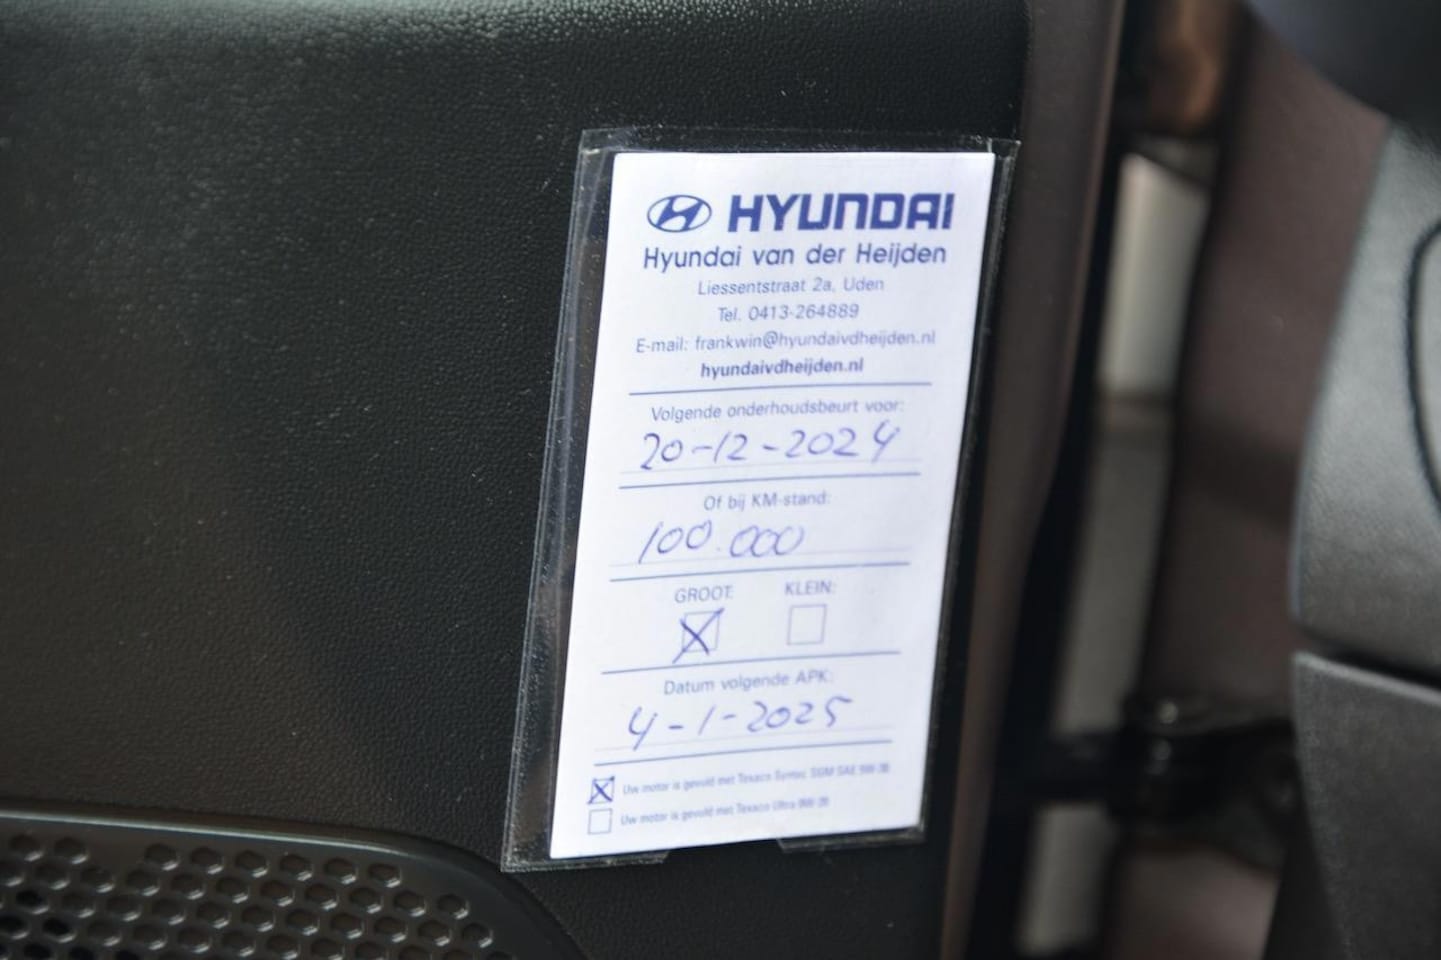 HYUNDAI
Hyundai van der Heijden
Liessentstraat 2a, Uden
Tel. 0413-264889
E-mail: frankwin@hyundaivdheijden.nl
hyundaivdheijden.nl
Volgende onderhoudsbeurt voor:
20-12-2024
Of bij KM-stand:
100.000
GROOT: KLEIN:
Datum volgende APK:
4-1-2025
Uw motor is gevuld met Texaco SAE
Uw motor is gevuld met Texaco Ultra